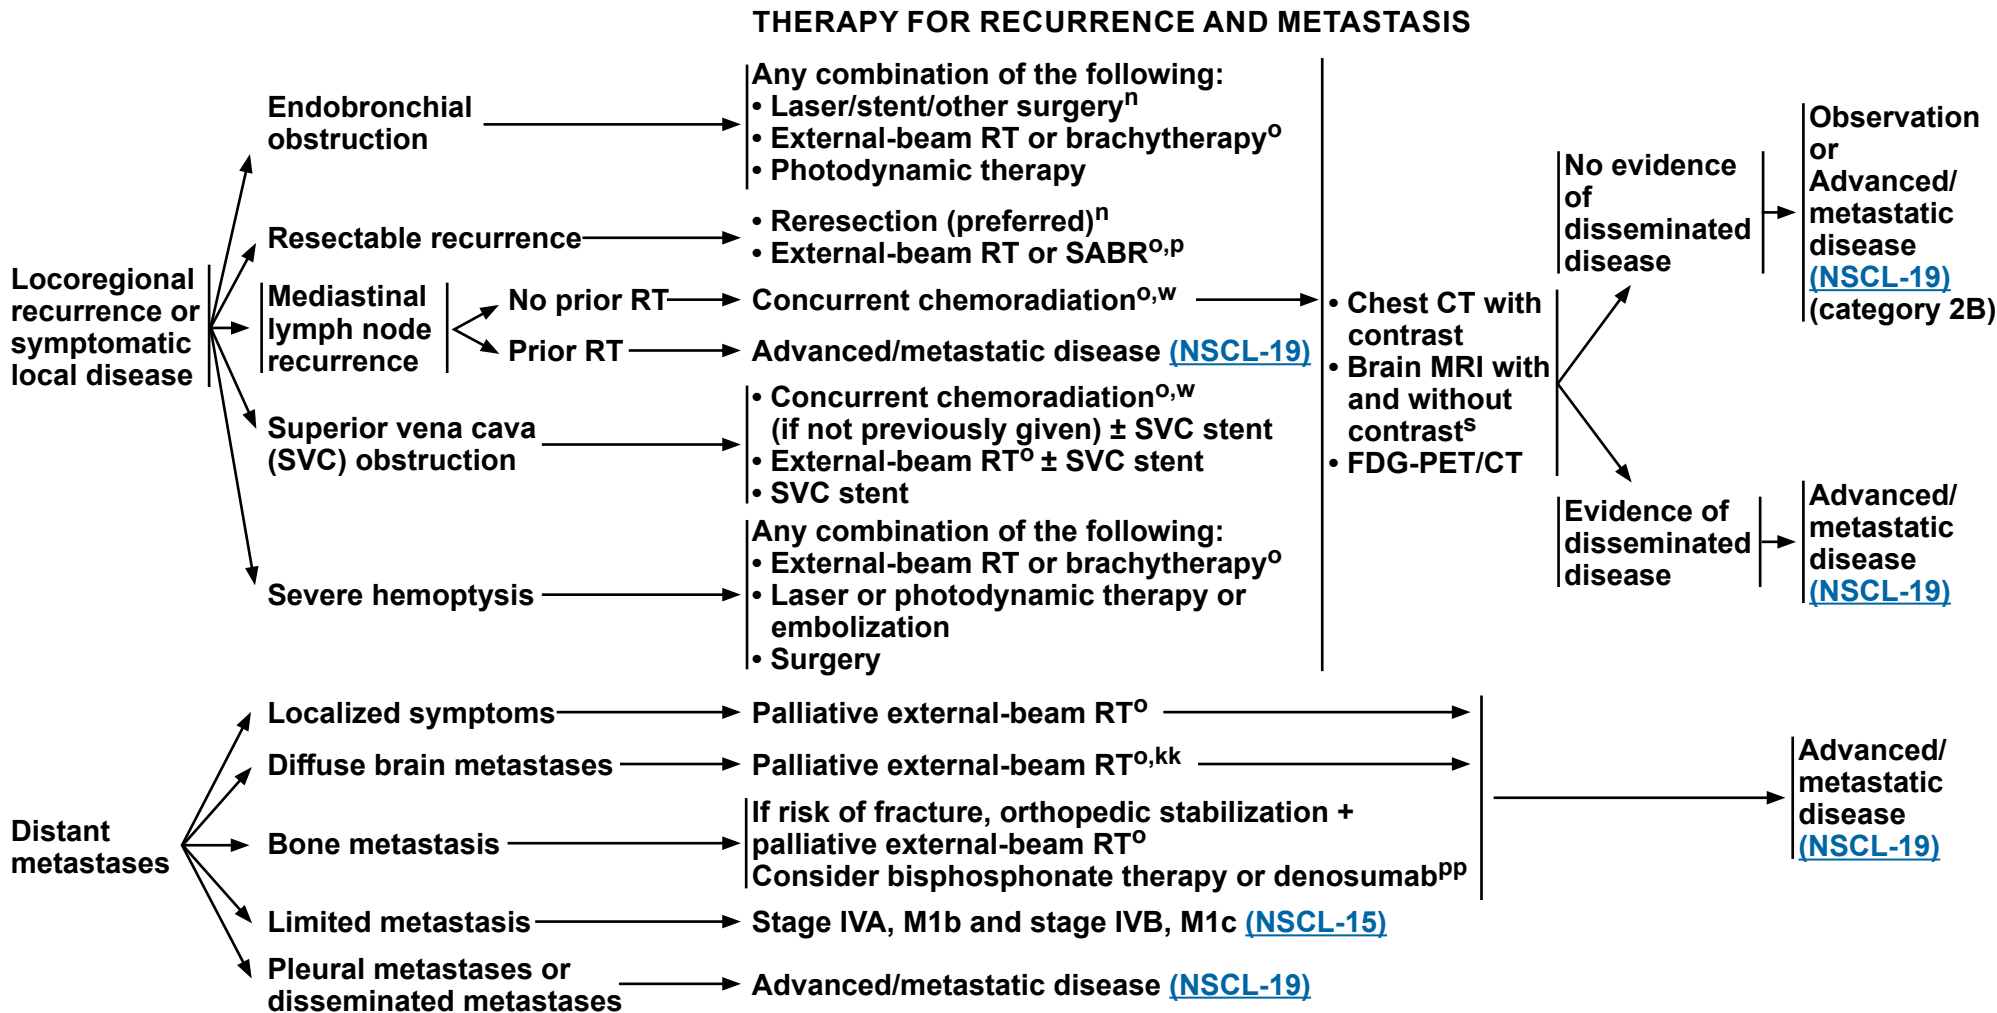 THERAPY FOR RECURRENCE AND METASTASIS
Locoregional
recurrence or
symptomatic
local disease
Endobronchial
obstruction
Any combination of the following:
• Laser/stent/other surgeryn
• External-beam RT or brachytherapyo
• Photodynamic therapy
Resectable recurrence
• Reresection (preferred)n
• External-beam RT or SABRo,p
Mediastinal
lymph node
recurrence
No prior RT
Concurrent chemoradiationo,w
Prior RT
Advanced/metastatic disease (NSCL-19)
Superior vena cava
(SVC) obstruction
• Concurrent chemoradiationo,w
(if not previously given) ± SVC stent
• External-beam RTo ± SVC stent
• SVC stent
Severe hemoptysis
Any combination of the following:
• External-beam RT or brachytherapyo
• Laser or photodynamic therapy or
embolization
• Surgery
• Chest CT with
contrast
• Brain MRI with
and without
contrasts
• FDG-PET/CT
No evidence
of
disseminated
disease
Observation
or
Advanced/
metastatic
disease
(NSCL-19)
(category 2B)
Evidence of
disseminated
disease
Advanced/
metastatic
disease
(NSCL-19)
Distant
metastases
Localized symptoms
Palliative external-beam RTo
Diffuse brain metastases
Palliative external-beam RTo,kk
Bone metastasis
If risk of fracture, orthopedic stabilization +
palliative external-beam RTo
Consider bisphosphonate therapy or denosumabpp
Limited metastasis
Stage IVA, M1b and stage IVB, M1c (NSCL-15)
Pleural metastases or
disseminated metastases
Advanced/metastatic disease (NSCL-19)
Advanced/
metastatic
disease
(NSCL-19)